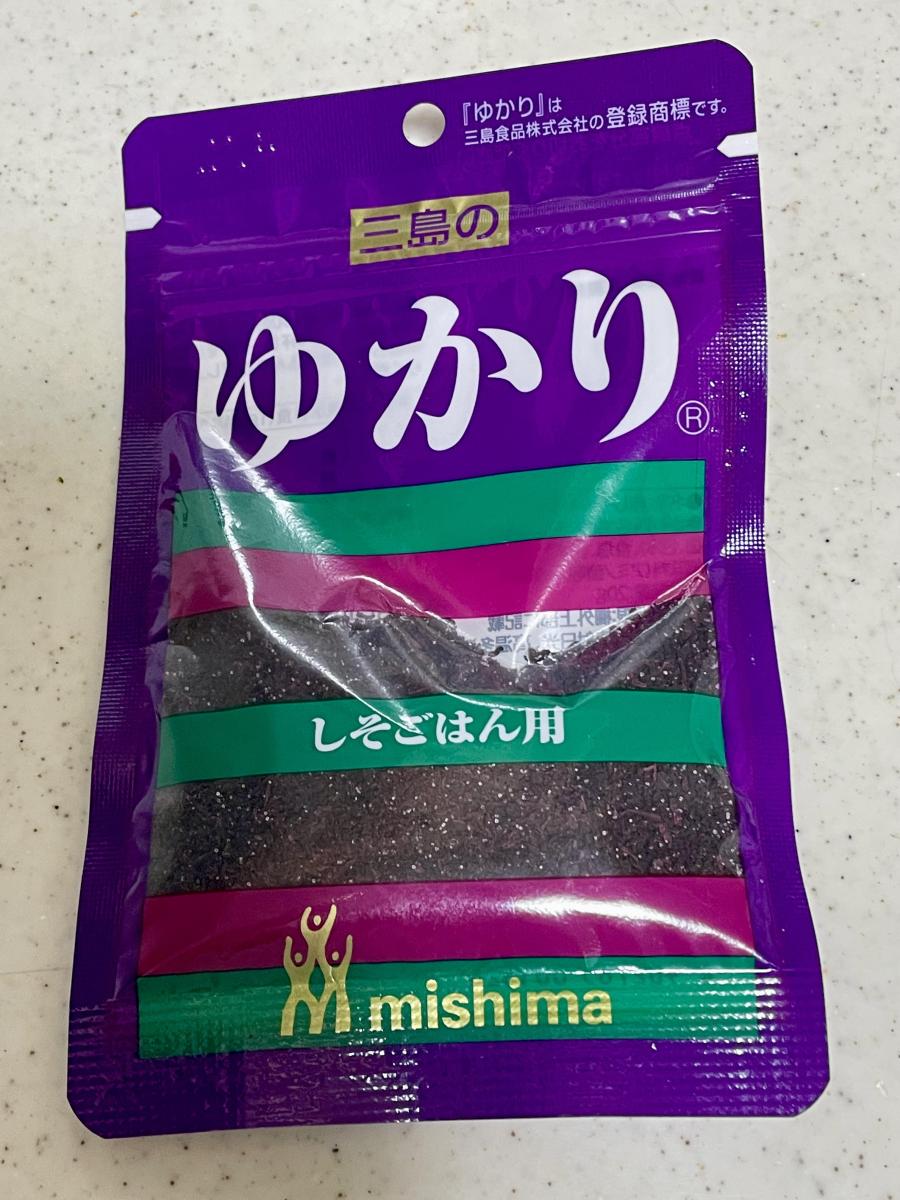 『ゆかり』は
三島食品株式会社の登録商標です。
三島の
ゆかり®
しそごはん用
mishima